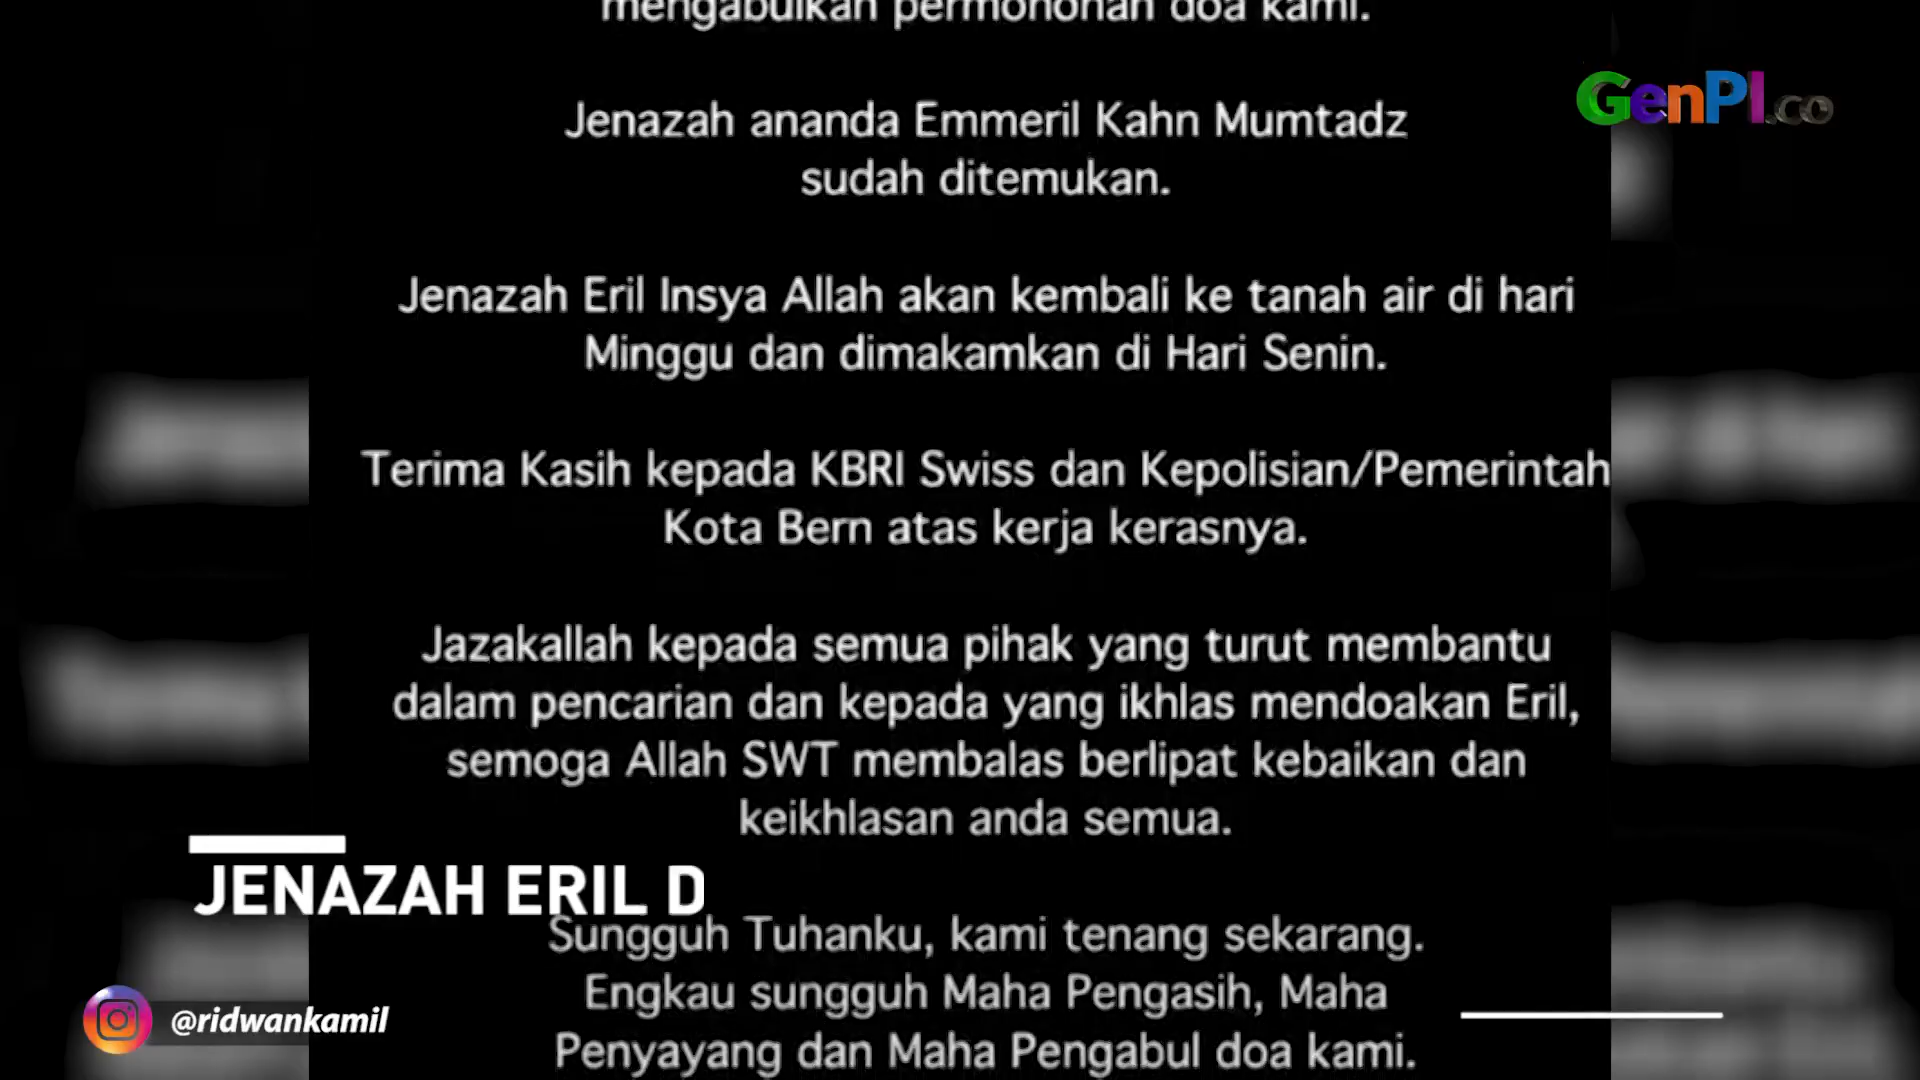 mengabulkan permohonan doa kami.
GenPI.co
Jenazah ananda Emmeril Kahn Mumtadz
sudah ditemukan.
Jenazah Eril Insya Allah akan kembali ke tanah air di hari
Minggu dan dimakamkan di Hari Senin.
Terima Kasih kepada KBRI Swiss dan Kepolisian/Pemerintah
Kota Bern atas kerja kerasnya.
Jazakallah kepada semua pihak yang turut membantu
dalam pencarian dan kepada yang ikhlas mendoakan Eril,
semoga Allah SWT membalas berlipat kebaikan dan
keikhlasan anda semua.
JENAZAH ERIL D
Sungguh Tuhanku, kami tenang sekarang.
Engkau sungguh Maha Pengasih, Maha
Penyayang dan Maha Pengabul doa kami.
@ridwankamil